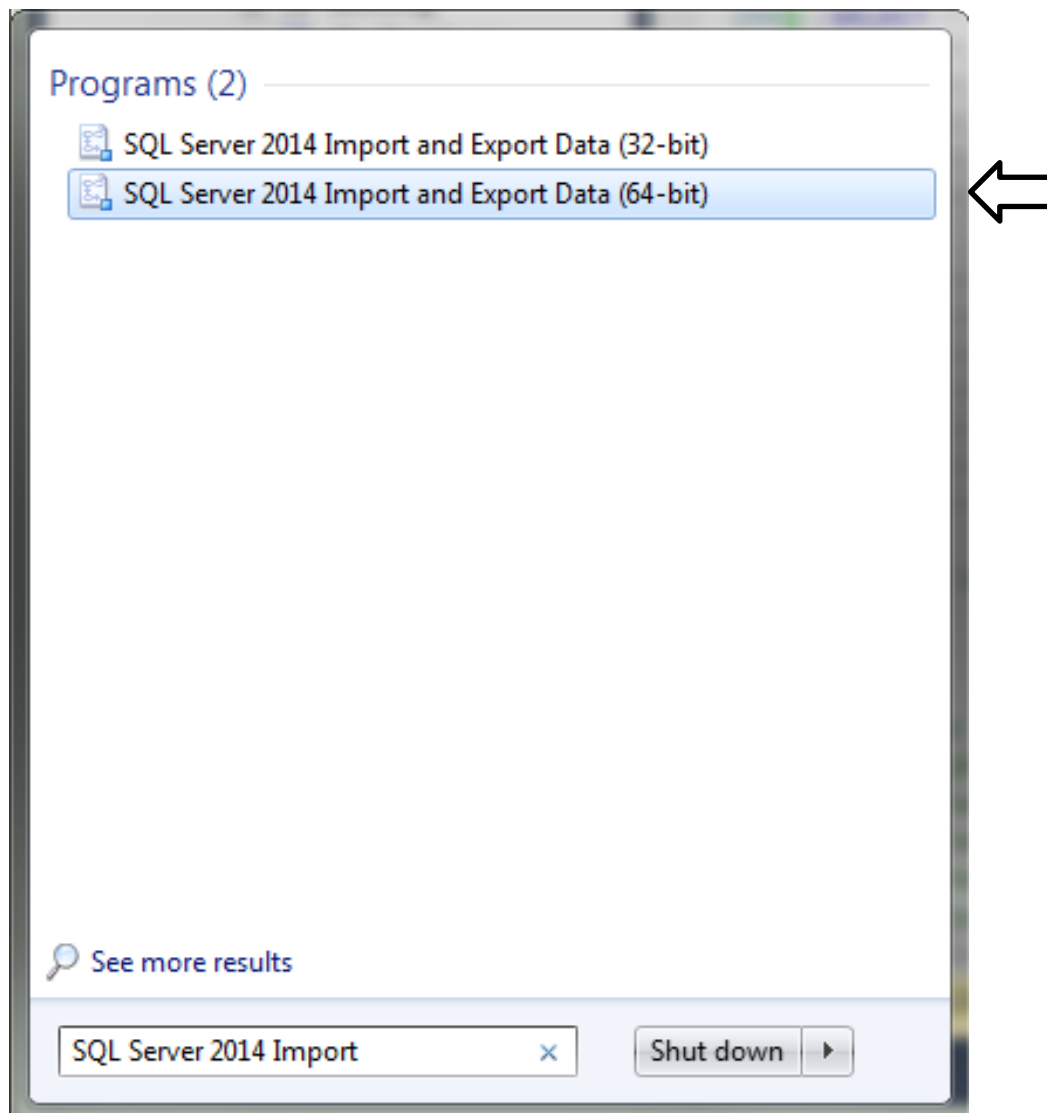 Programs (2)
SQL Server 2014 Import and Export Data (32-bit)
SQL Server 2014 Import and Export Data (64-bit)
See more results
SQL Server 2014 Import
Shut down